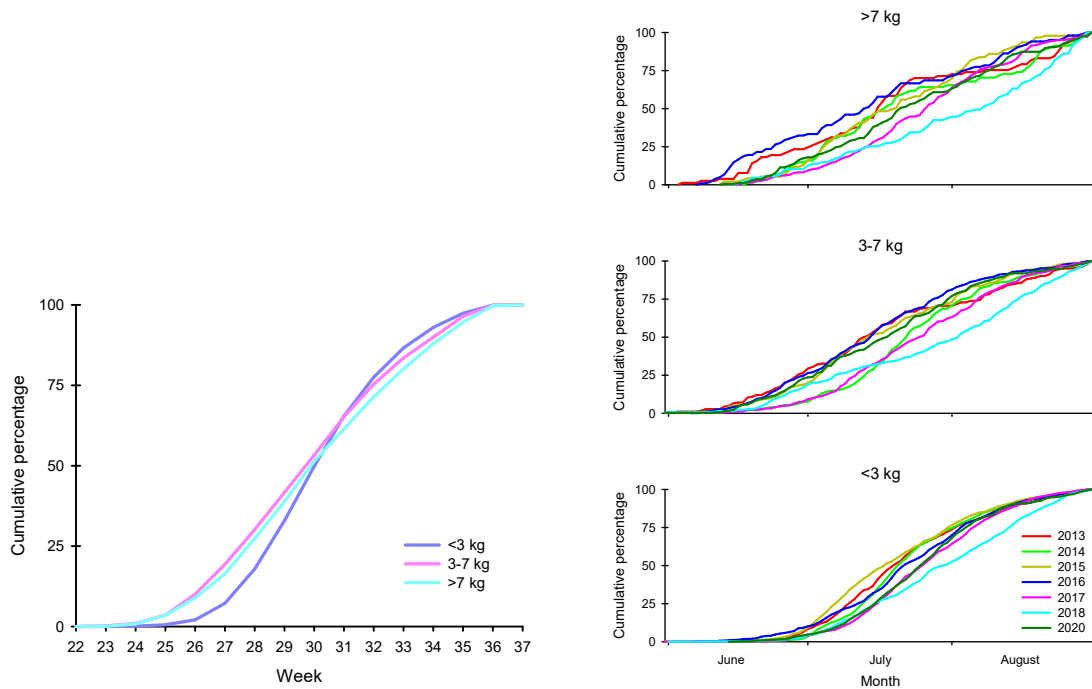 100
75
50
25
0
Cumulative percentage
22 23 24 25 26 27 28 29 30 31 32 33 34 35 36 37
Week
<3 kg
3-7 kg
>7 kg
>7 kg
100
75
50
25
0
Cumulative percentage
3-7 kg
100
75
50
25
0
Cumulative percentage
<3 kg
100
75
50
25
0
Cumulative percentage
2013
2014
2015
2016
2017
2018
2020
June July August
Month